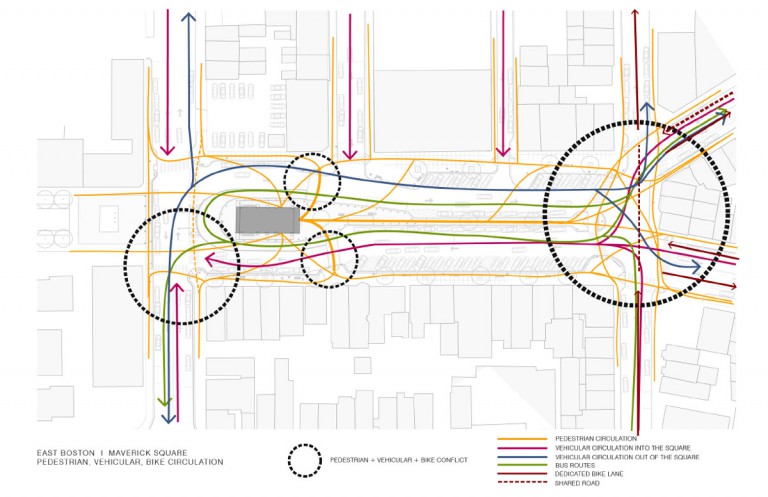 EAST BOSTON I MAVERICK SQUARE
PEDESTRIAN, VEHICULAR, BIKE CIRCULATION
PEDESTRIAN + VEHICULAR + BIKE CONFLICT
PEDESTRIAN CIRCULATION
VEHICULAR CIRCULATION INTO THE SQUARE
VEHICULAR CIRCULATION OUT OF THE SQUARE
BUS ROUTES
DEDICATED BIKE LANE
SHARED ROAD